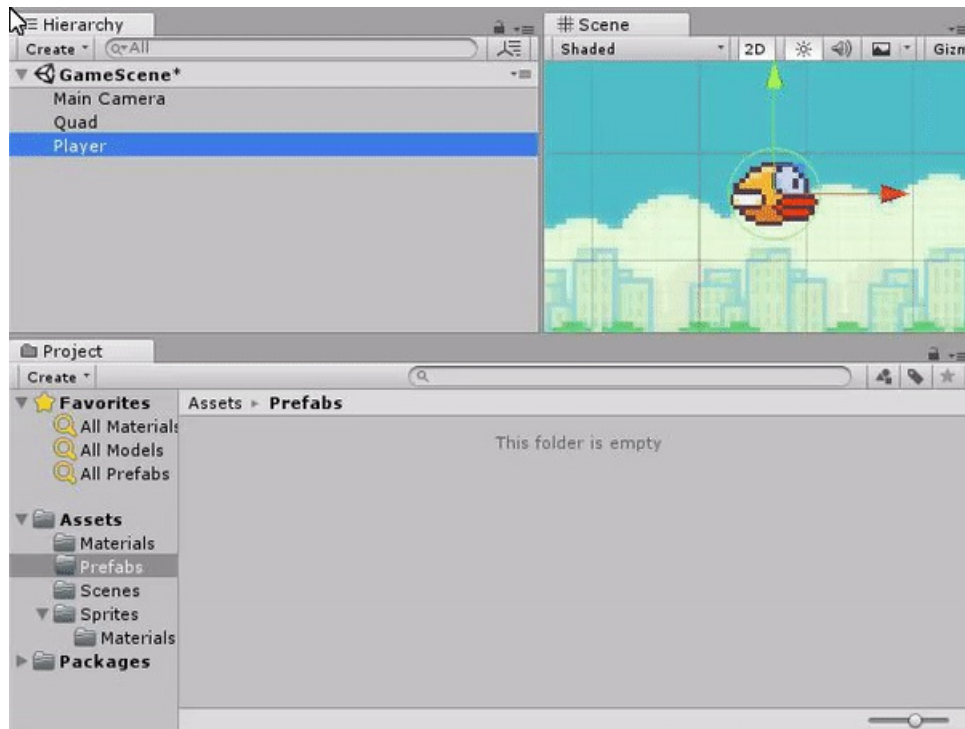 Hierarchy
Create All
GameScene*
Main Camera
Quad
Player
# Scene
Shaded 2D
Project
Create
Favorites
All Materials
All Models
All Prefabs
Assets
Materials
Prefabs
Scenes
Sprites
Materials
Packages
Assets ▸ Prefabs
This folder is empty